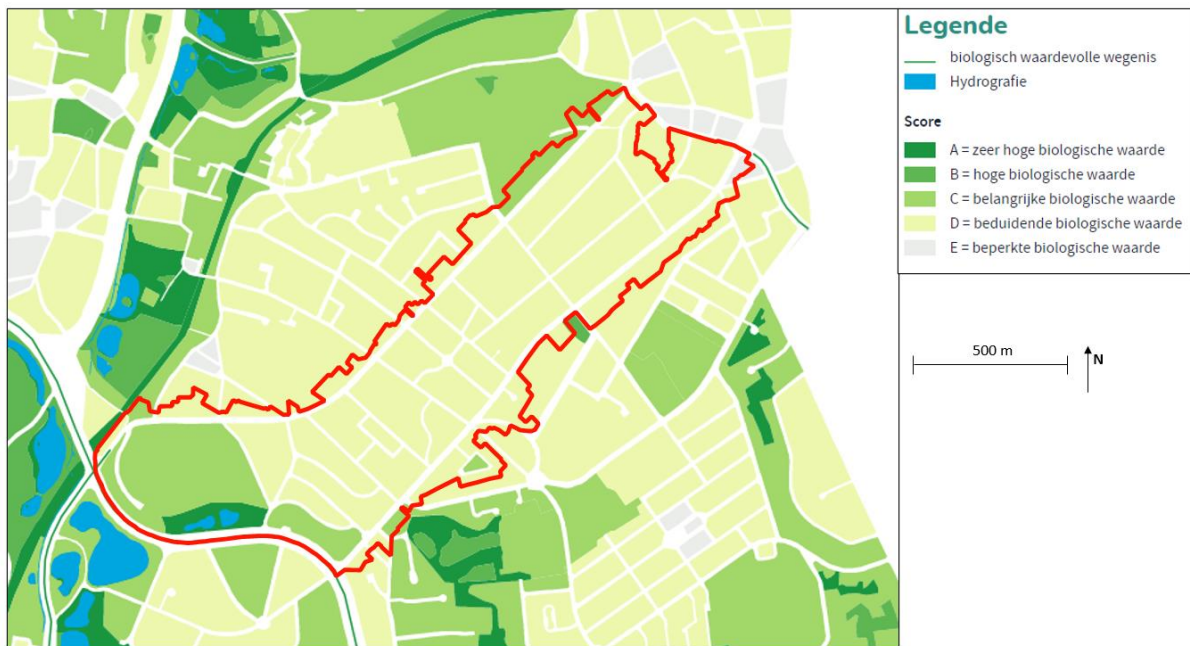 Legende
biologisch waardevolle wegenis
Hydrografie
Score
A = zeer hoge biologische waarde
B = hoge biologische waarde
C = belangrijke biologische waarde
D = beduidende biologische waarde
E = beperkte biologische waarde
500 m
N